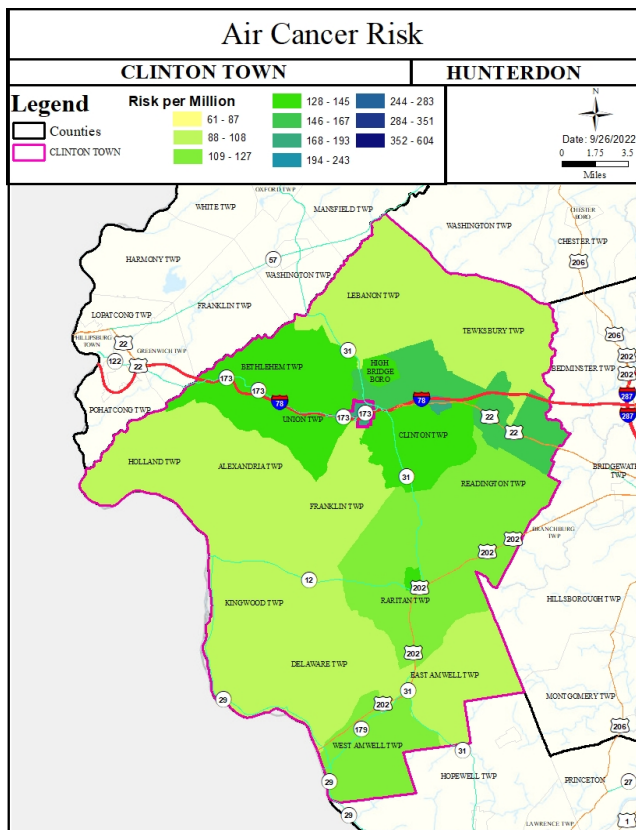 Air Cancer Risk
CLINTON TOWN
HUNTERDON
Legend
Counties
CLINTON TOWN
Risk per Million
61 - 87
88 - 108
109 - 127
128 - 145
146 - 167
168 - 193
194 - 243
244 - 283
284 - 351
352 - 604
N
Date: 9/26/2022
0 1.75 3.5
Miles
OXFORD TWP
WHITE TWP
MANSFIELD TWP
WASHINGTON TWP
CHESTER BORO
CHESTER TWP
206
HARMONY TWP
57
WASHINGTON TWP
LEBANON TWP
FRANKLIN TWP
LOPATCONG TWP
TEWKSBURY TWP
PHILLIPSBURG TOWN
22
GREENWICH TWP
122
22
31
206
202
202
BETHLEHEM TWP
HIGH BRIDGE BORO
BEDMINSTER TWP
173
173
78
78
287
287
POHATCONG TWP
UNION TWP
173
173
22
22
CLINTON TWP
HOLLAND TWP
ALEXANDRIA TWP
31
READINGTON TWP
BRIDGEWATER TWP
FRANKLIN TWP
202
202
BRANCHBURG TWP
12
202
KINGWOOD TWP
RARITAN TWP
HILLSBOROUGH TWP
DELAWARE TWP
202
EAST AMWELL TWP
31
202
29
MONTGOMERY TWP
179
206
WEST AMWELL TWP
31
29
HOPEWELL TWP
PRINCETON
27
29
LAWRENCE TWP
1